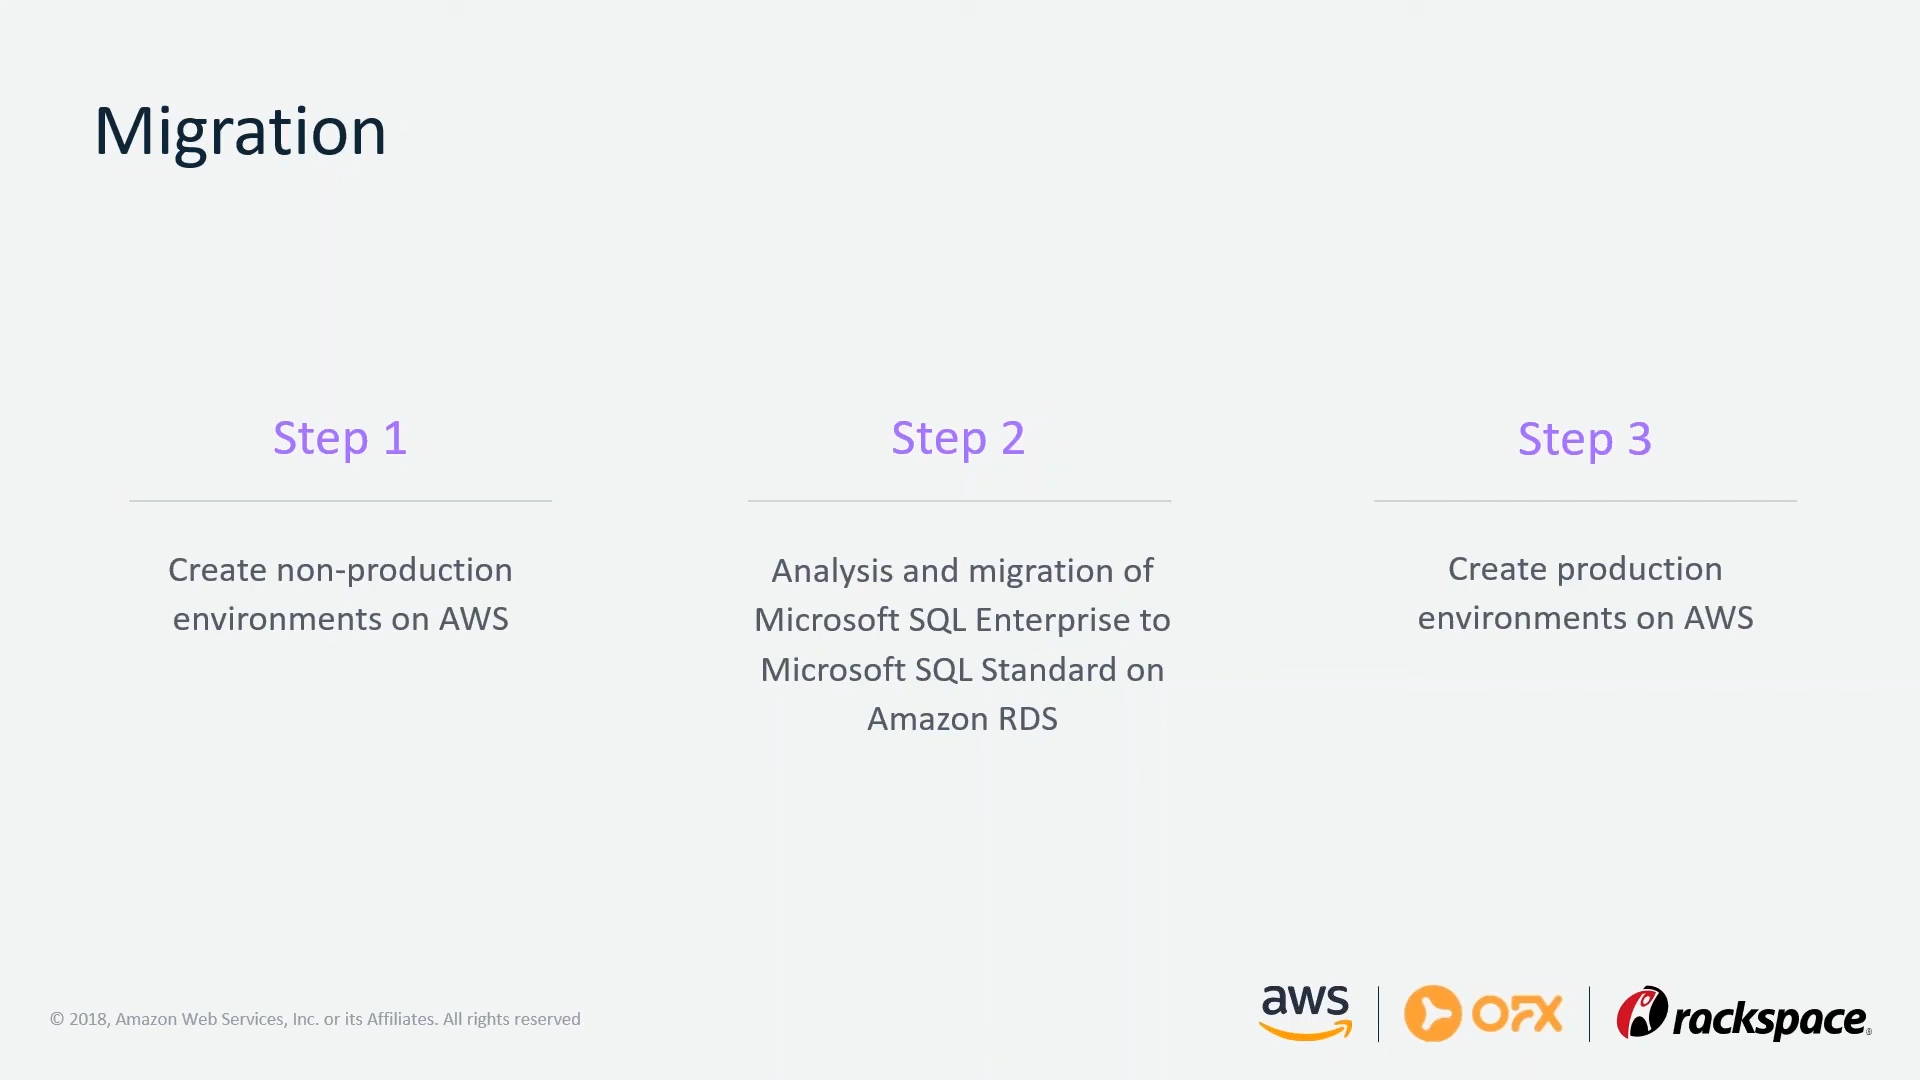 Migration
Step 1
Create non-production
environments on AWS
Step 2
Analysis and migration of
Microsoft SQL Enterprise to
Microsoft SQL Standard on
Amazon RDS
Step 3
Create production
environments on AWS
© 2018, Amazon Web Services, Inc. or its Affiliates. All rights reserved
aws
OFX
rackspace®